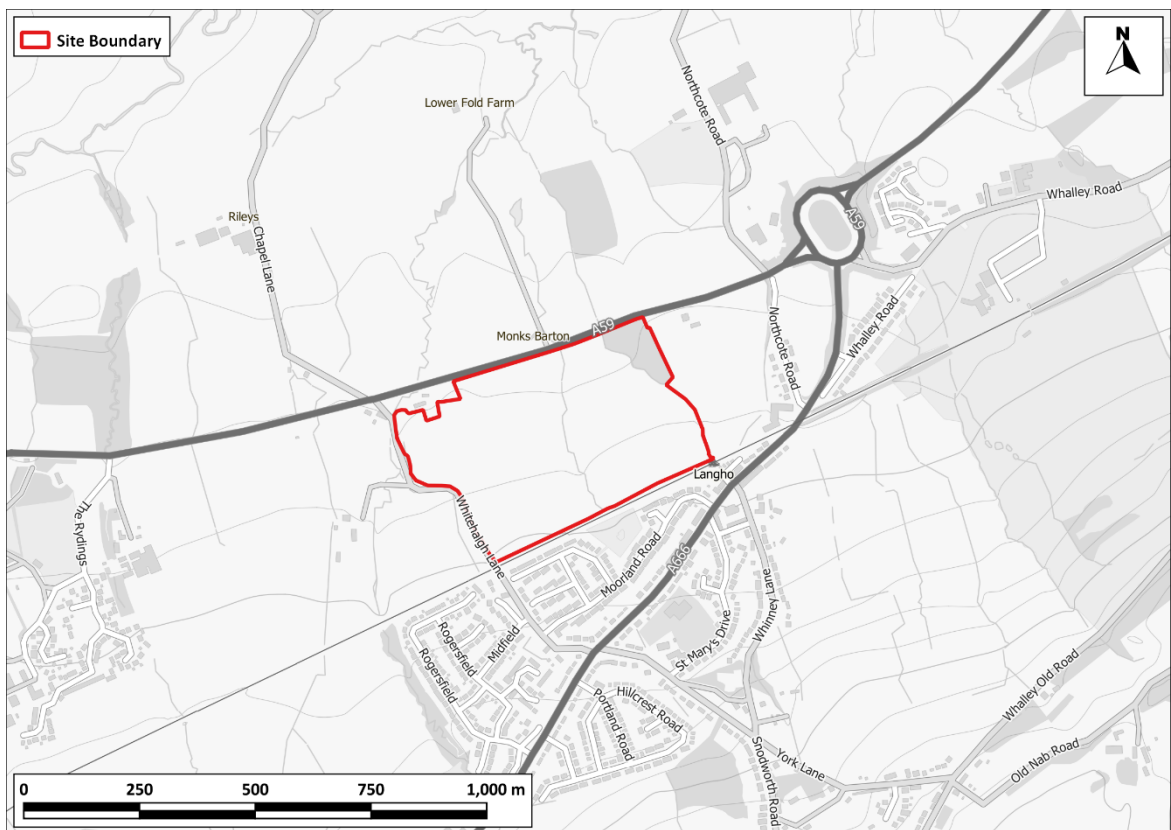 Site Boundary
N
Lower Fold Farm
Northcote Road
Whalley Road
A59
Rileys
Chapel Lane
Monks Barton
A59
Northcote Road
Whalley Road
Langho
The Rydings
Whitehalgh Lane
Moorland Road
A666
Whinney Lane
St Mary's Drive
Midfield
Rogersfield
Rogersfield
Hillcrest Road
Portland Road
Whalley Old Road
Old Nab Road
York Lane
Snodworth Road
0 250 500 750 1,000 m